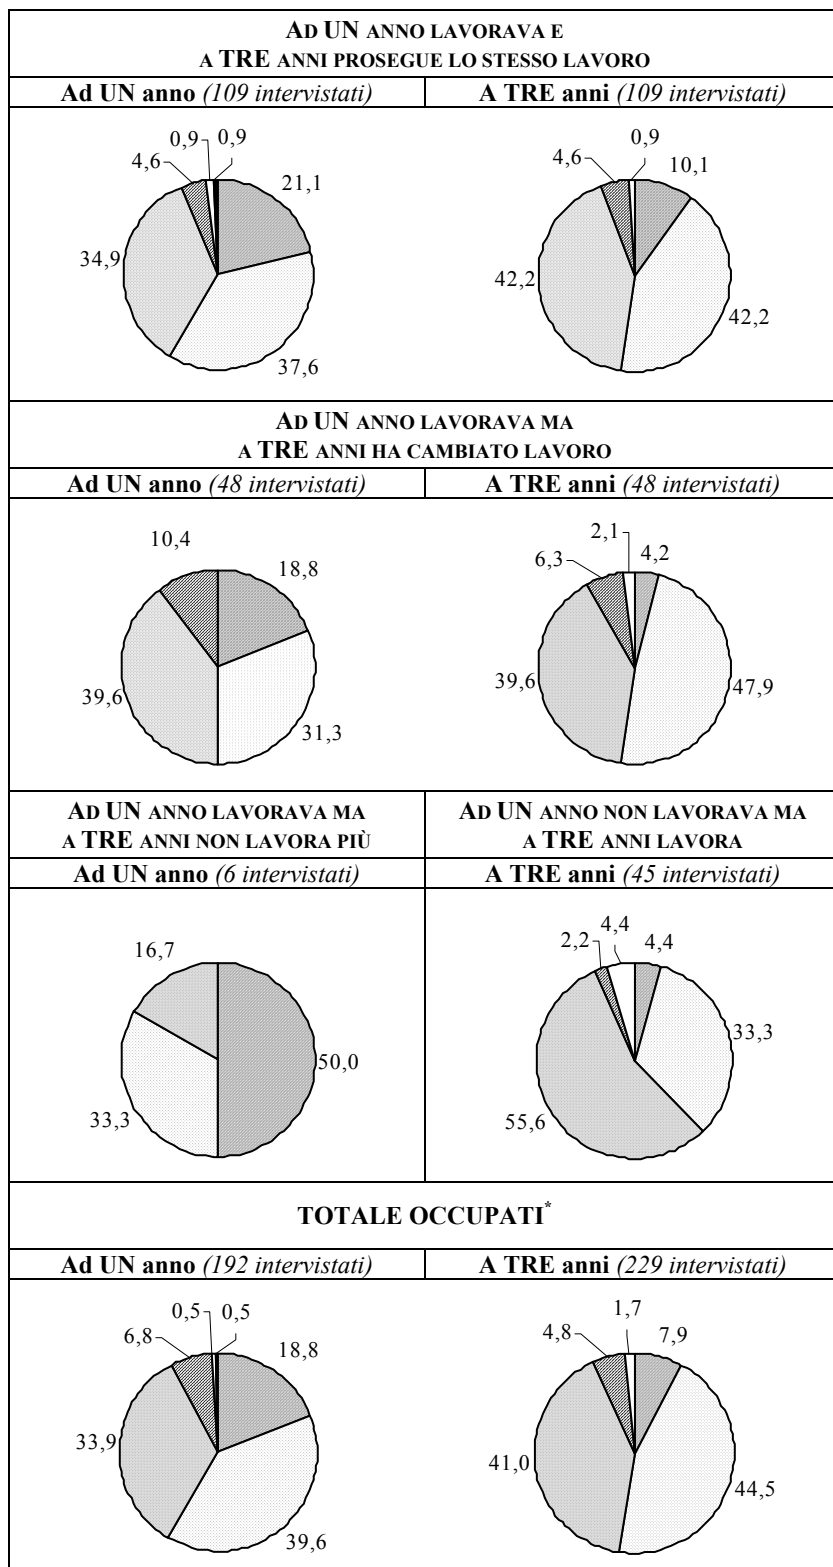 AD UN ANNO LAVORAVA E
A TRE ANNI PROSEGUE LO STESSO LAVORO
Ad UN anno (109 intervistati)
A TRE anni (109 intervistati)
0,9
0,9
4,6
21,1
34,9
37,6
4,6
0,9
10,1
42,2
42,2
AD UN ANNO LAVORAVA MA
A TRE ANNI HA CAMBIATO LAVORO
Ad UN anno (48 intervistati)
A TRE anni (48 intervistati)
10,4
18,8
39,6
31,3
2,1
6,3
4,2
39,6
47,9
AD UN ANNO LAVORAVA MA
A TRE ANNI NON LAVORA PIÙ
AD UN ANNO NON LAVORAVA MA
A TRE ANNI LAVORA
Ad UN anno (6 intervistati)
A TRE anni (45 intervistati)
16,7
50,0
33,3
4,4
2,2
4,4
33,3
55,6
TOTALE OCCUPATI*
Ad UN anno (192 intervistati)
A TRE anni (229 intervistati)
0,5
0,5
6,8
18,8
33,9
39,6
1,7
4,8
7,9
41,0
44,5